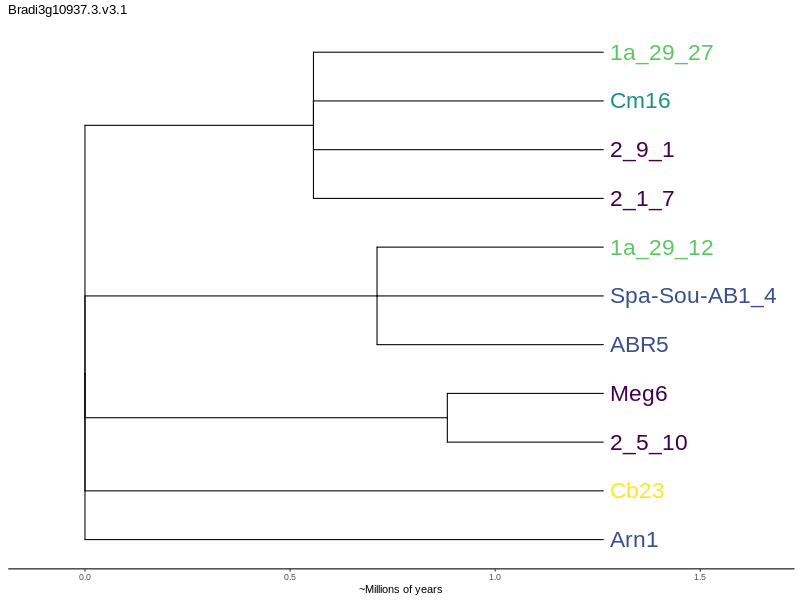 Bradi3g10937.3.v3.1
1a_29_27
Cm16
2_9_1
2_1_7
1a_29_12
Spa-Sou-AB1_4
ABR5
Meg6
2_5_10
Cb23
Arn1
0.0 0.5 1.0 1.5
~Millions of years